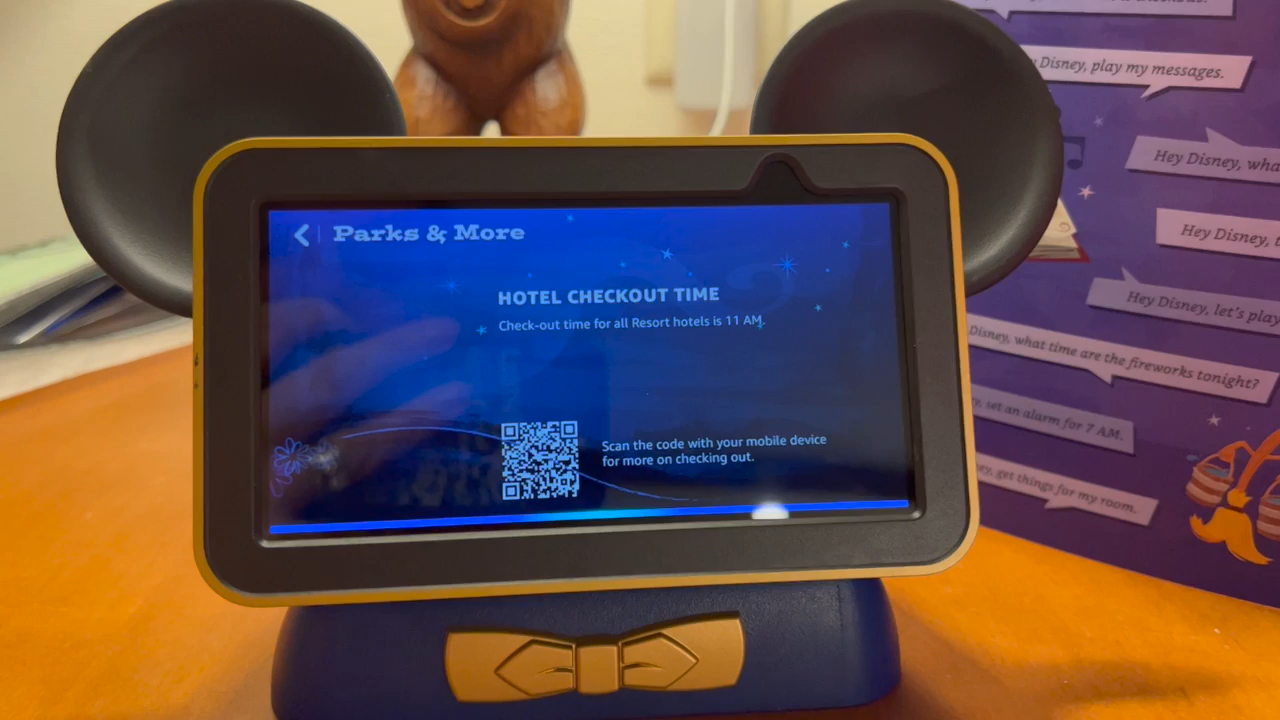 Parks & More
HOTEL CHECKOUT TIME
Check-out time for all Resort hotels is 11 AM.
Scan the code with your mobile device
for more on checking out.
Disney, play my messages.
Hey Disney, wha
Hey Disney, t
Hey Disney, let's play
Disney, what time are the fireworks tonight?
set an alarm for 7 AM.
get things for my room.